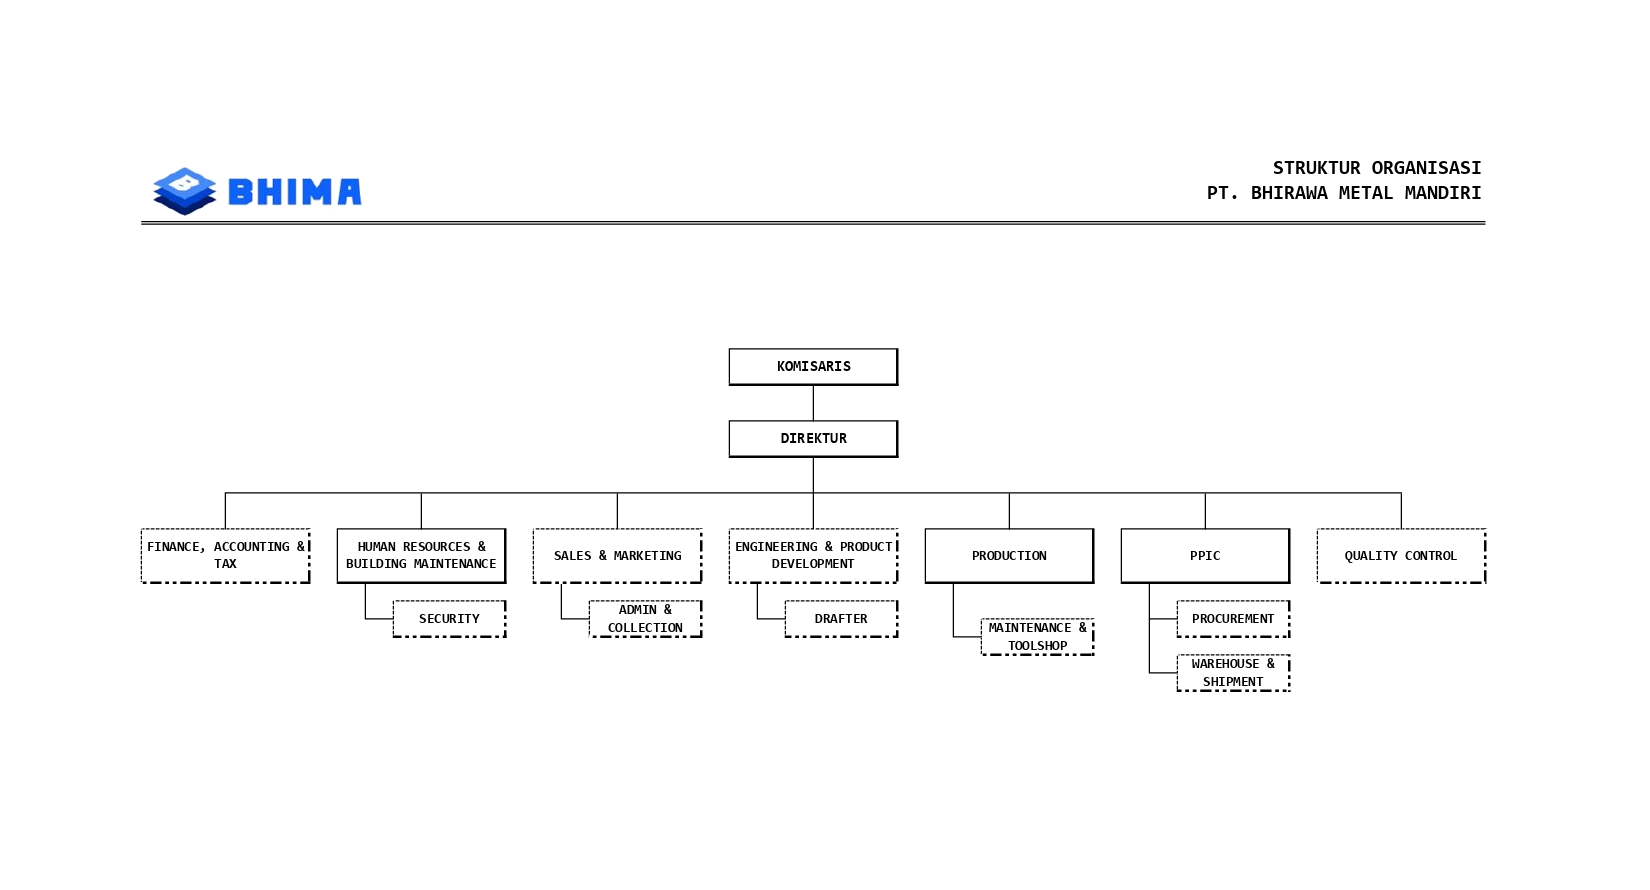 BHIMA
STRUKTUR ORGANISASI
PT. BHIRAWA METAL MANDIRI
KOMISARIS
DIREKTUR
FINANCE, ACCOUNTING &
TAX
HUMAN RESOURCES &
BUILDING MAINTENANCE
SALES & MARKETING
ENGINEERING & PRODUCT
DEVELOPMENT
PRODUCTION
PPIC
QUALITY CONTROL
SECURITY
ADMIN &
COLLECTION
DRAFTER
MAINTENANCE &
TOOLSHOP
PROCUREMENT
WAREHOUSE &
SHIPMENT